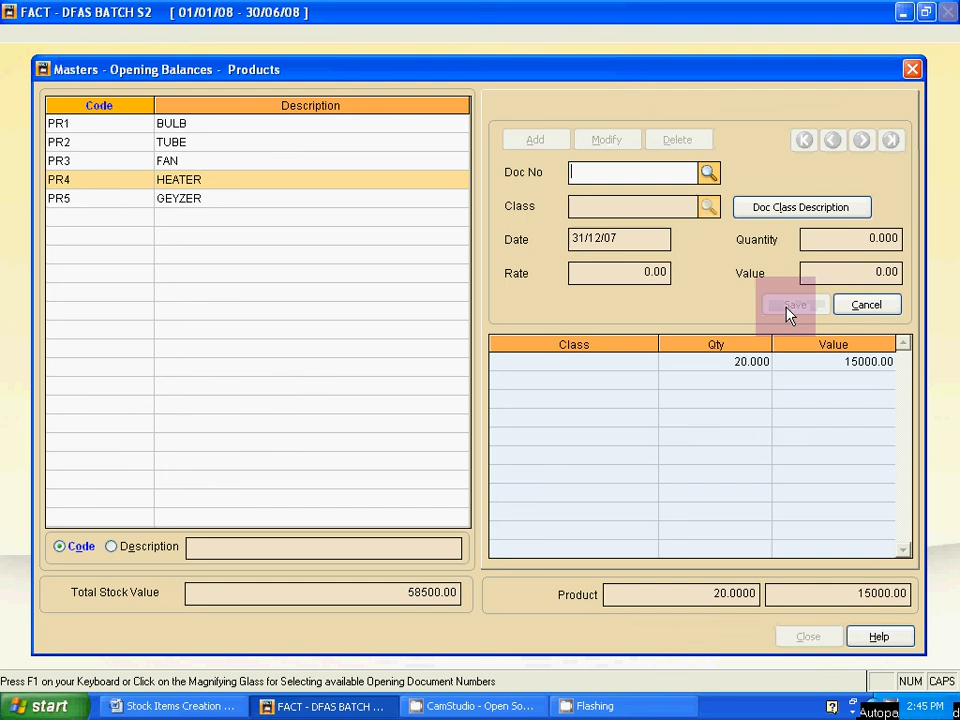 FACT - DFAS BATCH S2 [ 01/01/08 - 30/06/08 ]
Masters - Opening Balances - Products
Code Description
PR1 BULB
PR2 TUBE
PR3 FAN
PR4 HEATER
PR5 GEYZER
Code Description
Total Stock Value 58500.00
Add Modify Delete
Doc No
Class Doc Class Description
Date 31/12/07 Quantity 0.000
Rate 0.00 Value 0.00
Save Cancel
Class Qty Value
20.000 15000.00
Product 20.0000 15000.00
Close Help
Press F1 on your Keyboard or Click on the Magnifying Glass for Selecting available Opening Document Numbers
NUM CAPS
start Stock Items Creation ... FACT - DFAS BATCH ... CamStudio - Open So... Flashing 2:45 PM